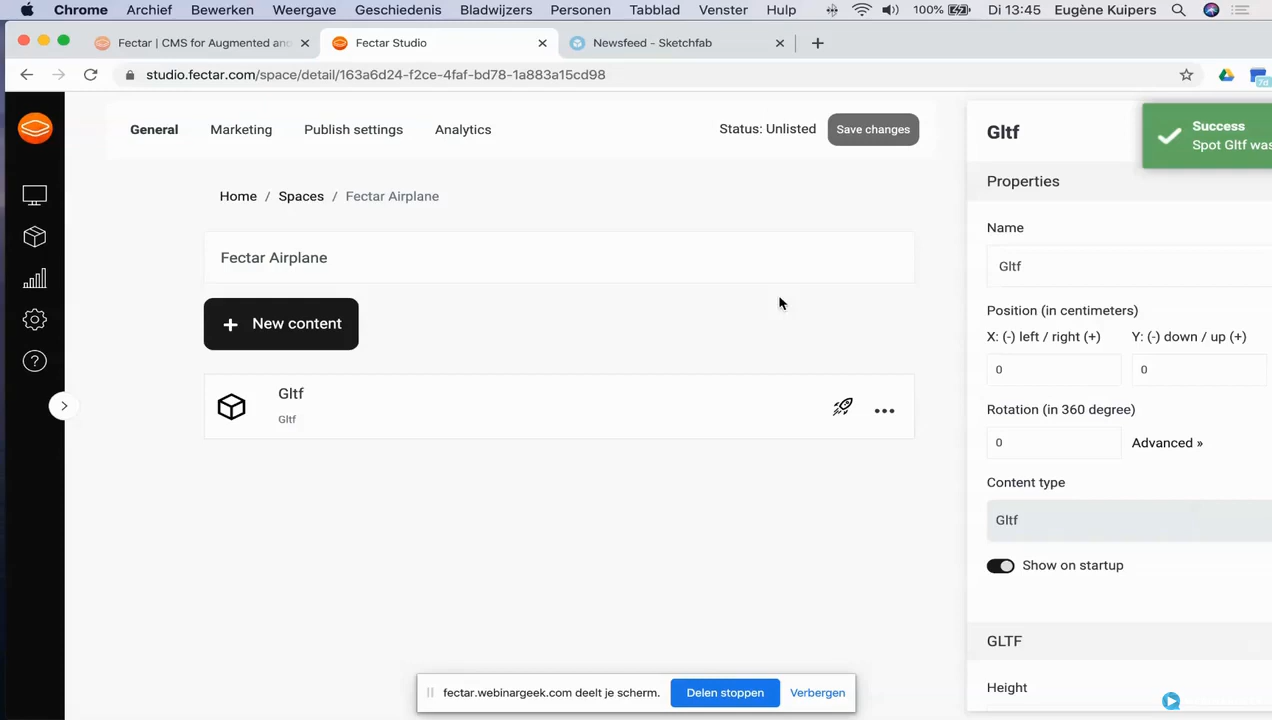 Chrome Archief Bewerken Weergave Geschiedenis Bladwijzers Personen Tabblad Venster Hulp 100% Di 13:45 Eugène Kuipers
Fectar | CMS for Augmented and
Fectar Studio
Newsfeed - Sketchfab
studio.fectar.com/space/detail/163a6d24-f2ce-4faf-bd78-1a883a15cd98
7d
General Marketing Publish settings Analytics Status: Unlisted Save changes
Home / Spaces / Fectar Airplane
Fectar Airplane
+ New content
Gltf
Gltf
Gltf
Success
Spot Gltf was
Properties
Name
Gltf
Position (in centimeters)
X: (-) left / right (+) Y: (-) down / up (+)
0 0
Rotation (in 360 degree)
0 Advanced »
Content type
Gltf
Show on startup
GLTF
Height
fectar.webinargeek.com deelt je scherm. Delen stoppen Verbergen